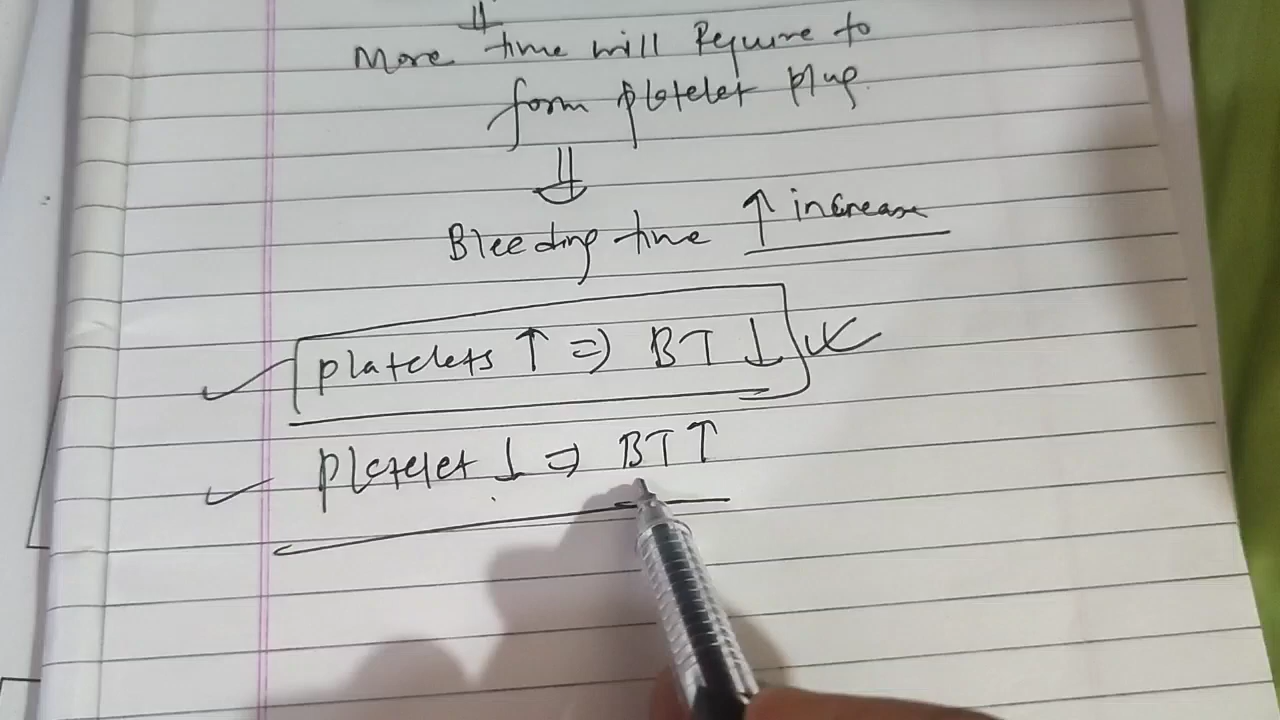 ⇓
More time will Require to
form platelet plug.
⇓
Bleeding time ↑ increase
platelets ↑ ⇒ BT ↓
platelet ↓ ⇒ BT ↑